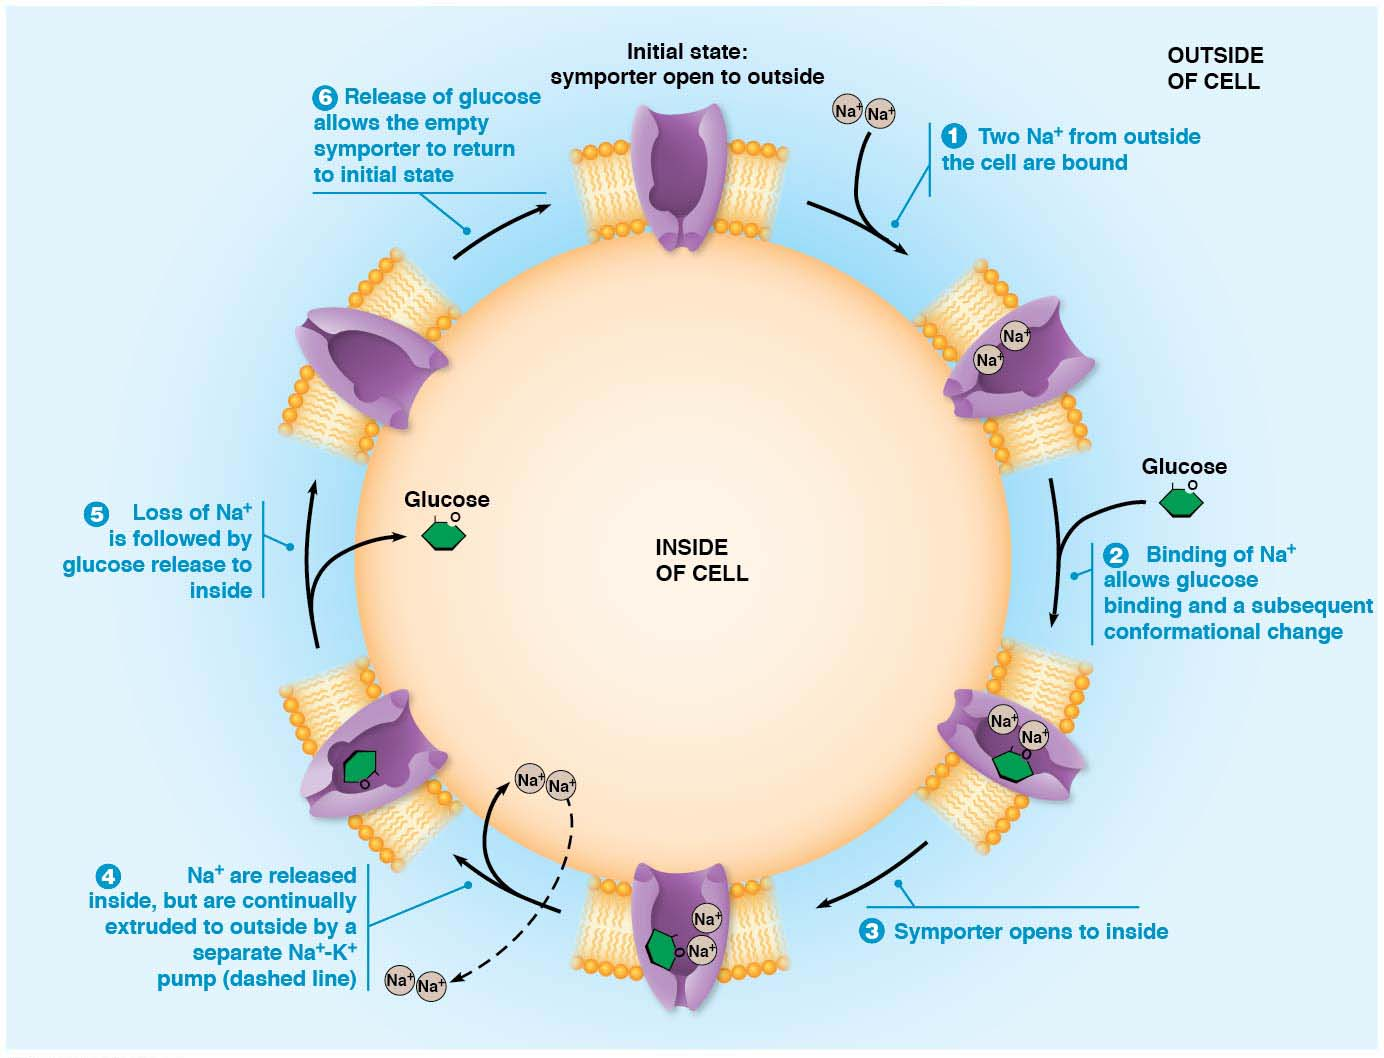 Initial state:
symporter open to outside
OUTSIDE
OF CELL
Na⁺ Na⁺
1 Two Na⁺ from outside
the cell are bound
Na⁺
Na⁺
Glucose
O
2 Binding of Na⁺
allows glucose
binding and a subsequent
conformational change
Na⁺
Na⁺
O
3 Symporter opens to inside
Na⁺
O Na⁺
4 Na⁺ are released
inside, but are continually
extruded to outside by a
separate Na⁺-K⁺
pump (dashed line)
Na⁺ Na⁺
Na⁺ Na⁺
O
5 Loss of Na⁺
is followed by
glucose release to
inside
Glucose
O
6 Release of glucose
allows the empty
symporter to return
to initial state
INSIDE
OF CELL